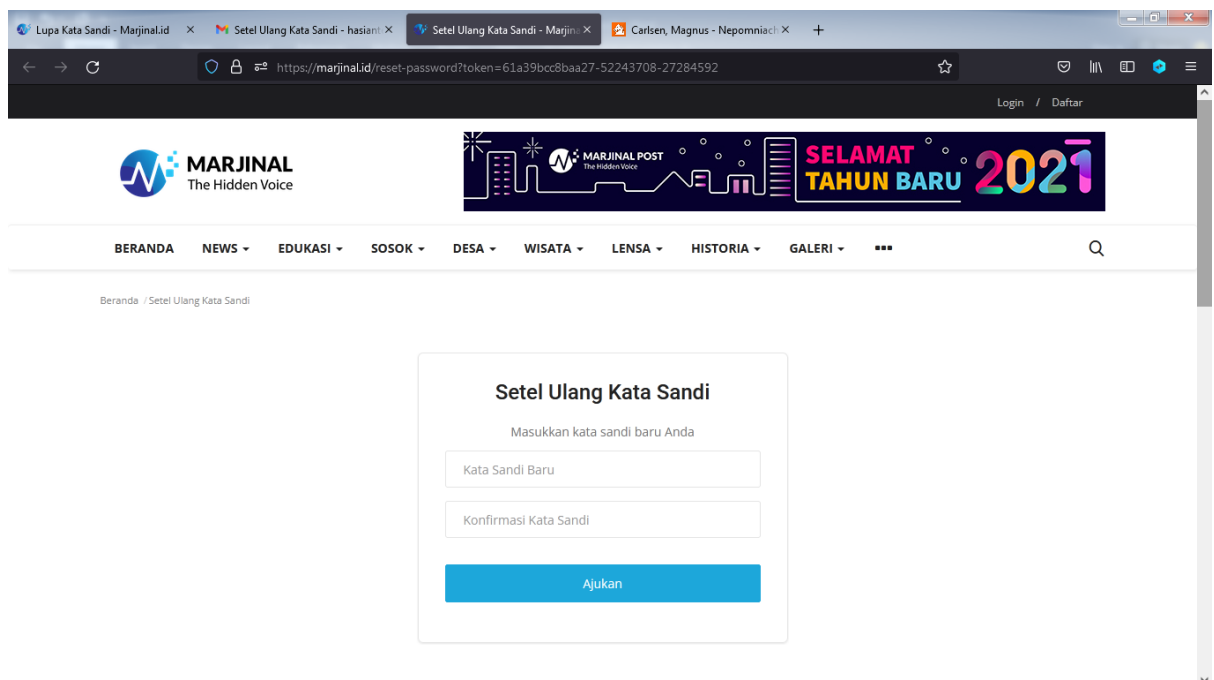 Lupa Kata Sandi - Marjinal.id
Setel Ulang Kata Sandi - hasiant
Setel Ulang Kata Sandi - Marjina
Carlsen, Magnus - Nepomniach
https://marjinal.id/reset-password?token=61a39bcc8baa27-52243708-27284592
Login / Daftar
MARJINAL
The Hidden Voice
MARJINAL POST
The Hidden Voice
SELAMAT
TAHUN BARU
2021
BERANDA NEWS EDUKASI SOSOK DESA WISATA LENSA HISTORIA GALERI
Beranda / Setel Ulang Kata Sandi
Setel Ulang Kata Sandi
Masukkan kata sandi baru Anda
Kata Sandi Baru
Konfirmasi Kata Sandi
Ajukan